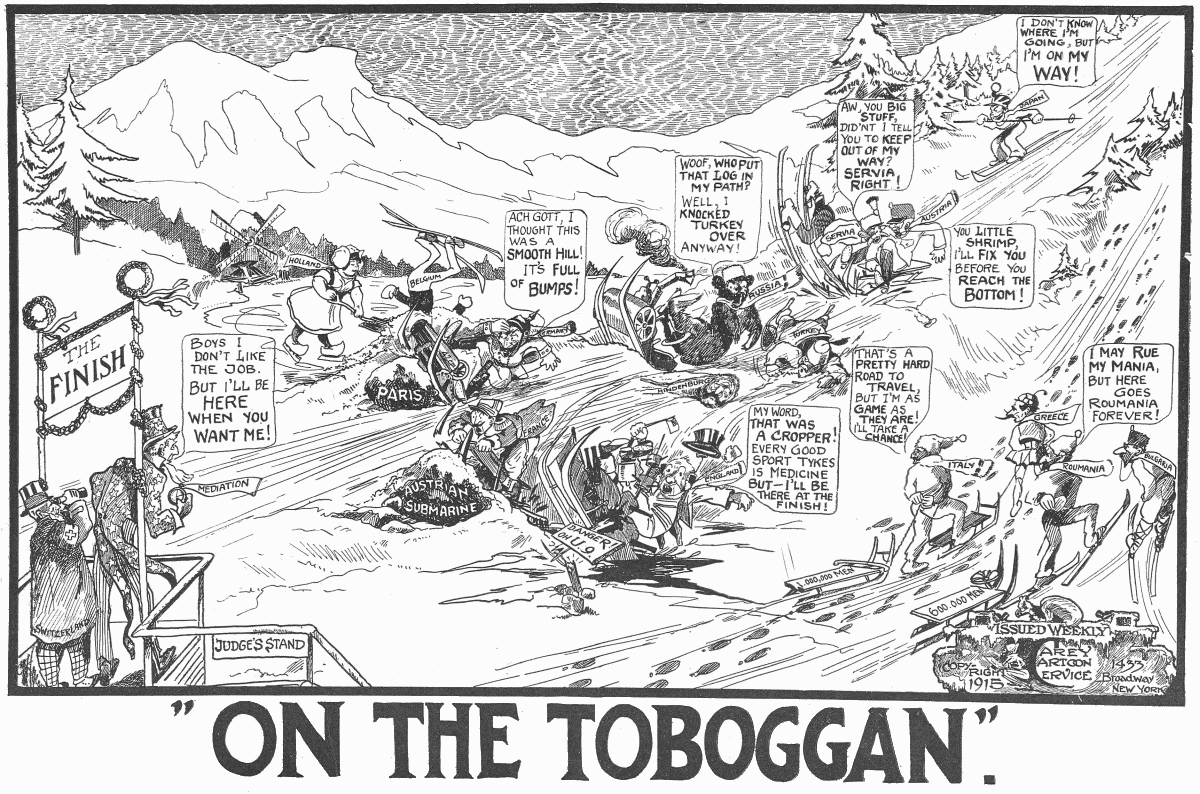 I DON'T KNOW
WHERE I'M
GOING, BUT
I'M ON MY
WAY!
JAPAN
AW, YOU BIG
STUFF,
DIDN'T I TELL
YOU TO KEEP
OUT OF MY
WAY?
SERVIA
RIGHT!
SERVIA
AUSTRIA
YOU LITTLE
SHRIMP,
I'LL FIX YOU
BEFORE YOU
REACH THE
BOTTOM!
WOOF, WHO PUT
THAT LOG IN
MY PATH?
WELL, I
KNOCKED
TURKEY
OVER
ANYWAY!
RUSSIA
TURKEY
HINDENBURG
ACH GOTT, I
THOUGHT THIS
WAS A
SMOOTH HILL!
IT'S FULL
OF BUMPS!
GERMANY
HOLLAND
BELGIUM
PARIS
THE
FINISH
BOYS I
DON'T LIKE
THE JOB.
BUT I'LL BE
HERE
WHEN YOU
WANT ME!
MEDIATION
SWITZERLAND
JUDGE'S STAND
FRANCE
AUSTRIAN
SUBMARINE
MY WORD,
THAT WAS
A CROPPER!
EVERY GOOD
SPORT TYKES
IS MEDICINE
BUT—I'LL BE
THERE AT THE
FINISH!
ENGLAND
DANGER!
OH U.9.
THAT'S A
PRETTY HARD
ROAD TO
TRAVEL,
BUT I'M AS
GAME AS
THEY ARE!
I'LL TAKE A
CHANCE!
ITALY
1,000,000 MEN
I MAY RUE
MY MANIA,
BUT HERE
GOES
ROUMANIA
FOREVER!
GREECE
ROUMANIA
BULGARIA
600.000 MEN
ISSUED WEEKLY
CAREY
CARTOON
SERVICE
COPY-
RIGHT
1915
1433
Broadway
NEW YORK
"ON THE TOBOGGAN".